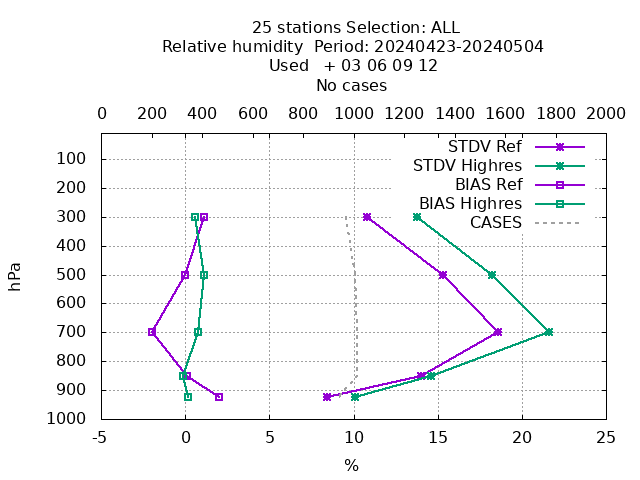 25 stations Selection: ALL
Relative humidity  Period: 20240423-20240504
Used   + 03 06 09 12
No cases
0 200 400 600 800 1000 1200 1400 1600 1800 2000
STDV Ref
STDV Highres
BIAS Ref
BIAS Highres
CASES
100
200
300
400
500
600
700
800
900
1000
hPa
-5 0 5 10 15 20 25
%